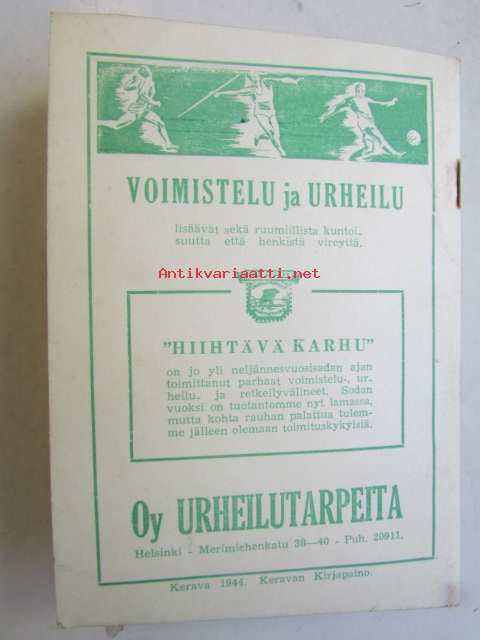 VOIMISTELU ja URHEILU
lisäävät sekä ruumiillista kuntoi-
suutta että henkistä vireyttä.
Antikvariaatti.net
"HIIHTÄVÄ KARHU"
on jo yli neljännesvuosisadan ajan
toimittanut parhaat voimistelu-, ur-
heilu- ja retkeilyvälineet. Sodan
vuoksi on tuotantomme nyt lamassa,
mutta kohta rauhan palattua tulem-
me jälleen olemaan toimituskykyisiä.
Oy URHEILUTARPEITA
Helsinki - Merimiehenkatu 38—40 - Puh. 20911.
Kerava 1944. Keravan Kirjapaino.